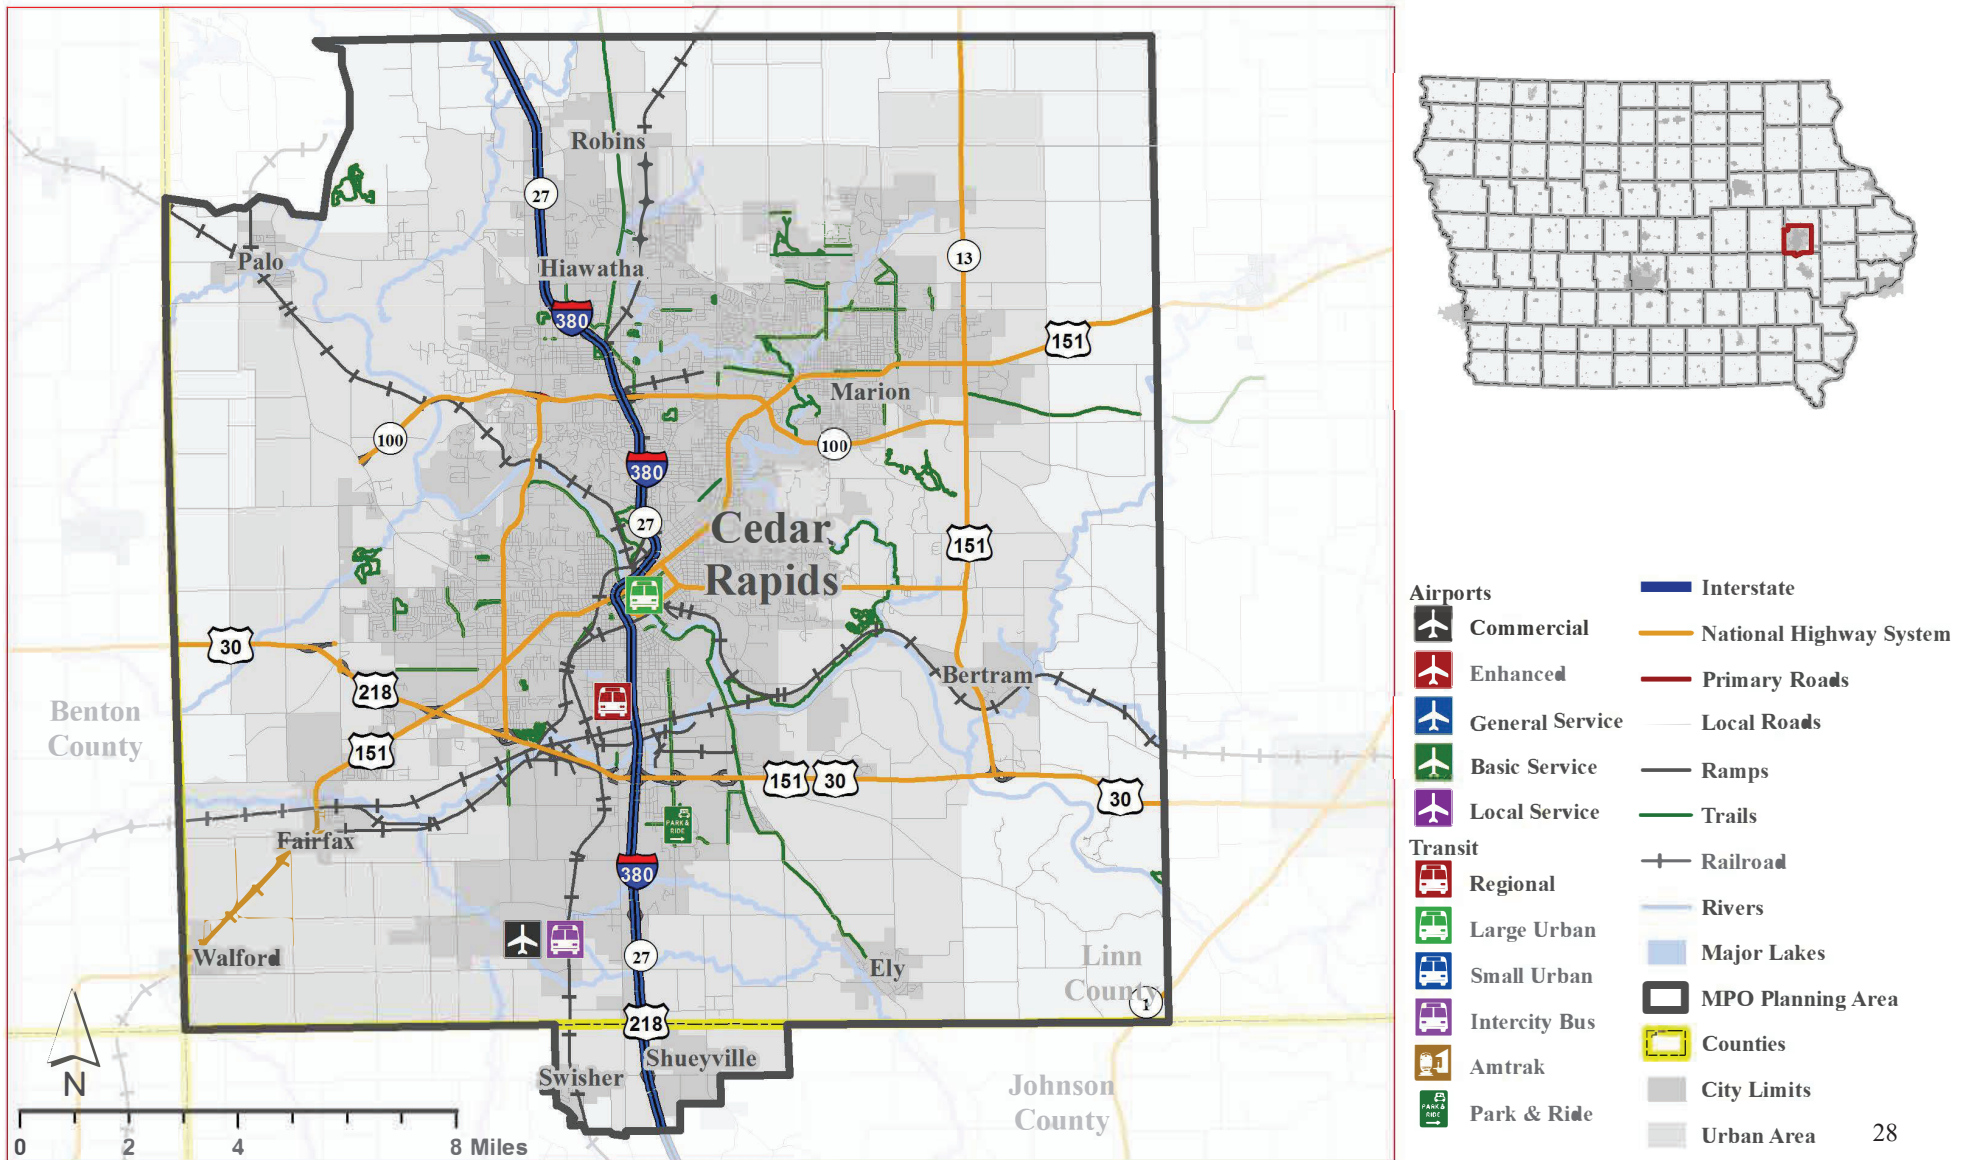 Robins
27
Palo
Hiawatha
13
380
151
Marion
100
100
380
27
Cedar
Rapids
151
30
218
Bertram
Benton
County
151
151
30
30
PARK &
RIDE
Fairfax
380
Walford
27
Ely
Linn
County
1
218
Shueyville
Swisher
Johnson
County
N
0
2
4
8 Miles
Airports
Commercial
Enhanced
General Service
Basic Service
Local Service
Transit
Regional
Large Urban
Small Urban
Intercity Bus
Amtrak
PARK &
RIDE
Park & Ride
Interstate
National Highway System
Primary Roads
Local Roads
Ramps
Trails
Railroad
Rivers
Major Lakes
MPO Planning Area
Counties
City Limits
Urban Area
28